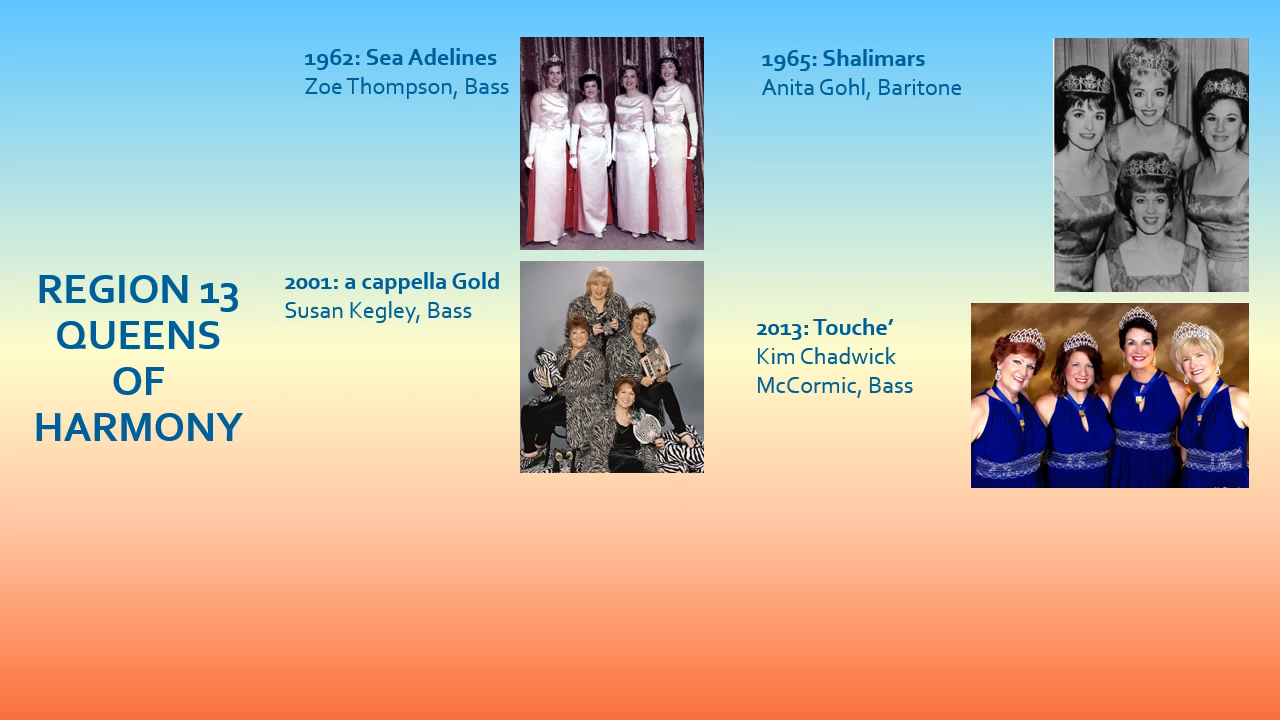 1962: Sea Adelines
Zoe Thompson, Bass
1965: Shalimars
Anita Gohl, Baritone
REGION 13
QUEENS
OF
HARMONY
2001: a cappella Gold
Susan Kegley, Bass
2013: Touche’
Kim Chadwick
McCormic, Bass